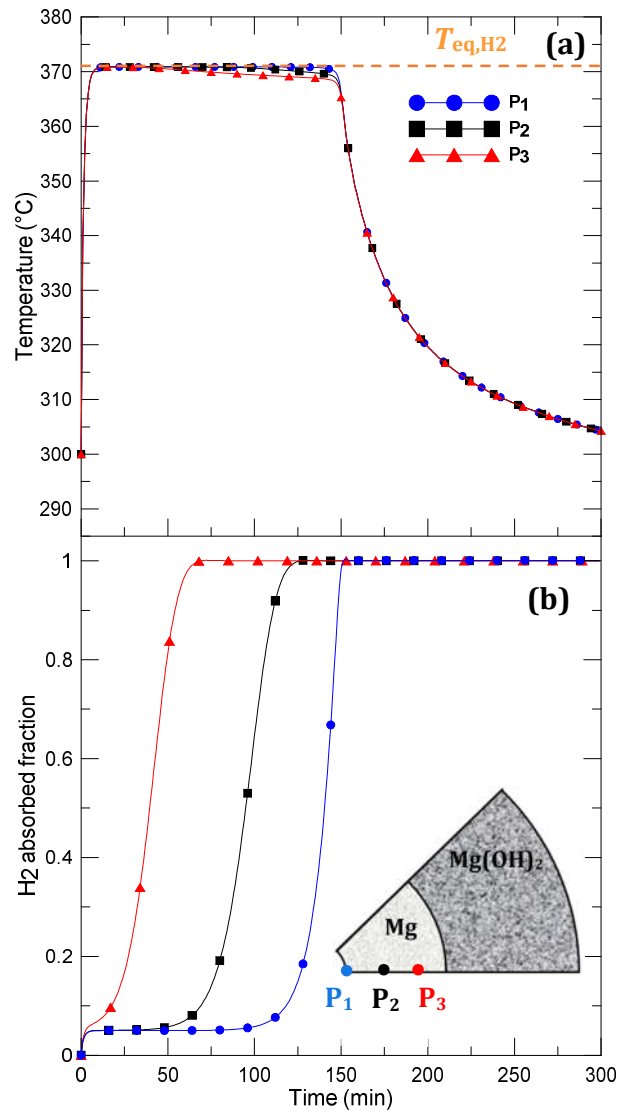 380
370
360
350
340
330
320
310
300
290
Temperature (°C)
T eq,H2
(a)
P1
P2
P3
1
0.8
0.6
0.4
0.2
0
H2 absorbed fraction
(b)
Mg(OH)2
Mg
P1 P2 P3
0 50 100 150 200 250 300
Time (min)